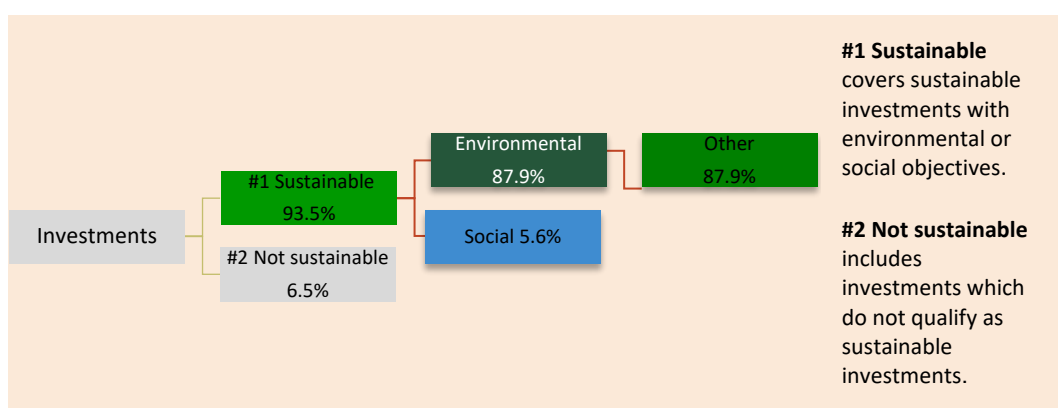 Investments
#1 Sustainable
93.5%
#2 Not sustainable
6.5%
Environmental
87.9%
Social 5.6%
Other
87.9%
#1 Sustainable
covers sustainable
investments with
environmental or
social objectives.
#2 Not sustainable
includes
investments which
do not qualify as
sustainable
investments.